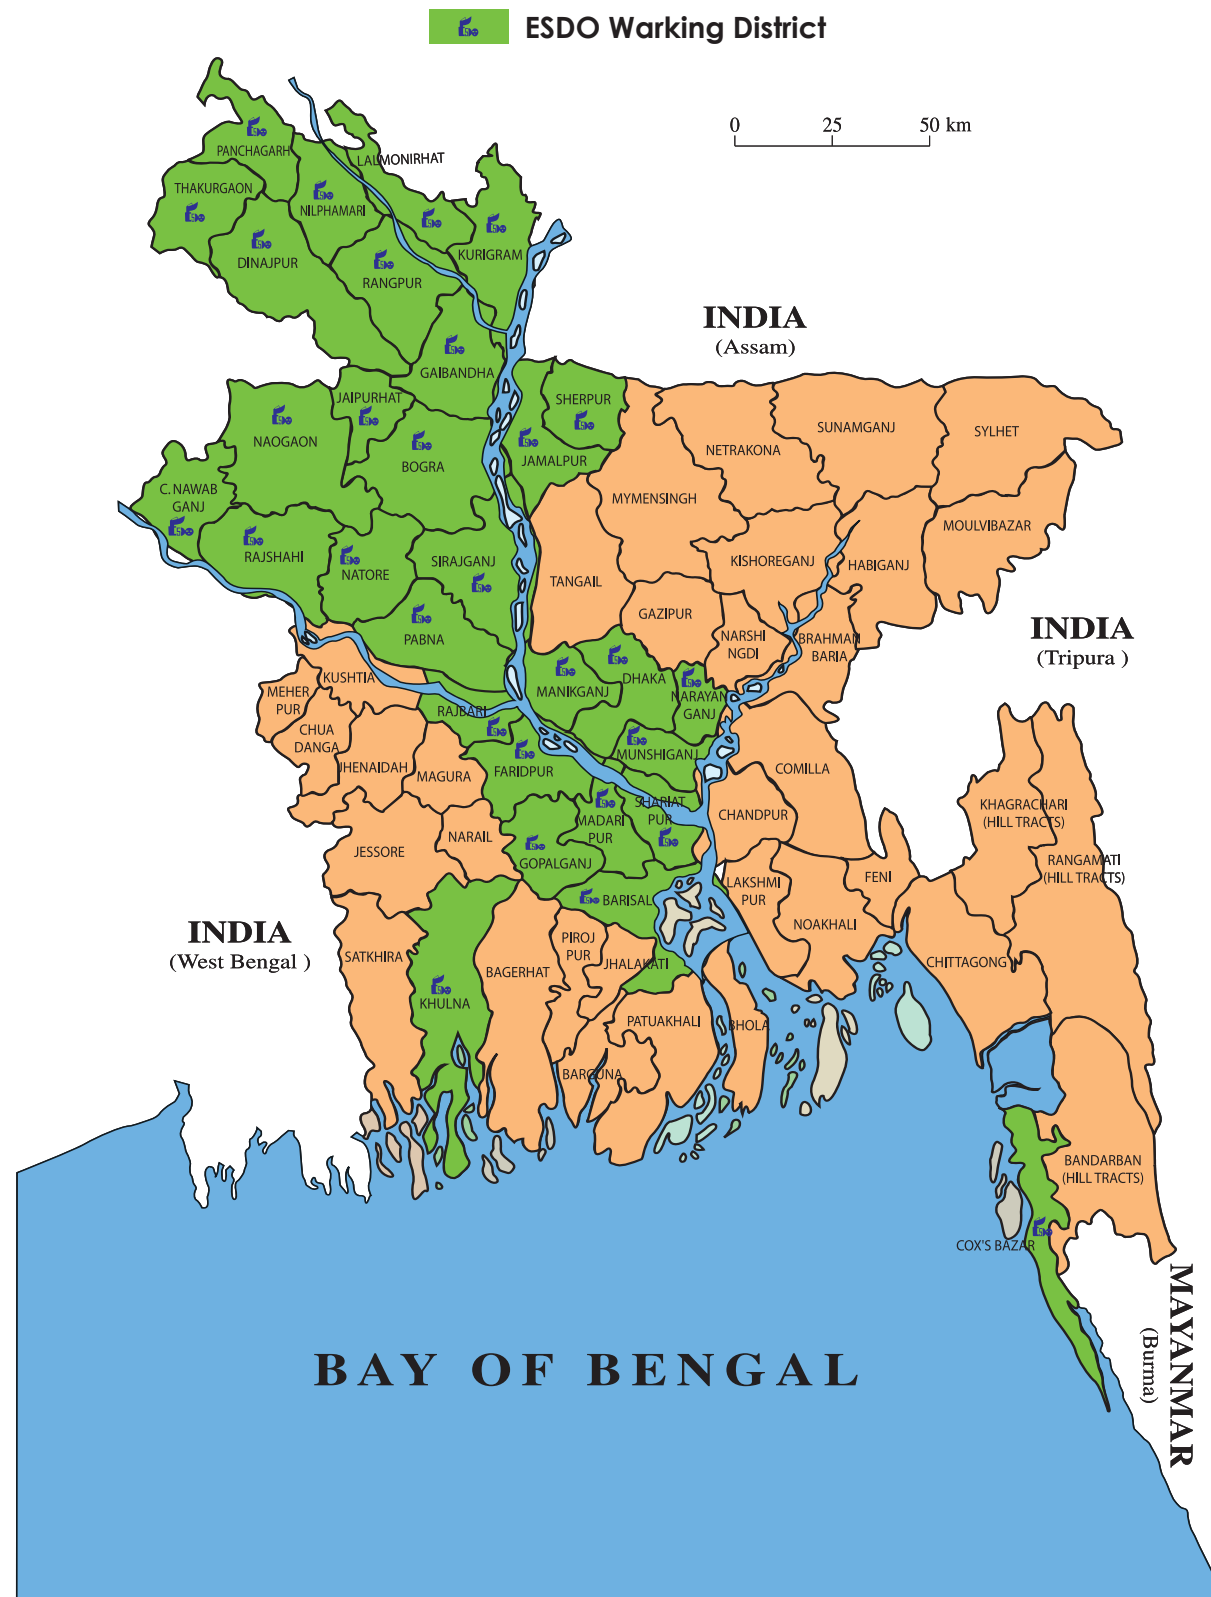 ESDO Warking District
0 25 50 km
PANCHAGARH
LALMONIRHAT
THAKURGAON
NILPHAMARI
DINAJPUR
KURIGRAM
RANGPUR
INDIA
(Assam)
GAIBANDHA
JAIPURHAT
SHERPUR
NAOGAON
BOGRA
JAMALPUR
NETRAKONA
SUNAMGANJ
SYLHET
C. NAWAB
GANJ
MYMENSINGH
MOULVIBAZAR
RAJSHAHI
NATORE
SIRAJGANJ
TANGAIL
KISHOREGANJ
HABIGANJ
GAZIPUR
PABNA
NARSHI
NGDI
BRAHMAN
BARIA
INDIA
(Tripura )
KUSHTIA
MANIKGANJ
DHAKA
MEHER
PUR
NARAYAN
GANJ
RAJBARI
CHUA
DANGA
MUNSHIGANJ
JHENAIDAH
MAGURA
FARIDPUR
COMILLA
SHARIAT
PUR
CHANDPUR
KHAGRACHARI
(HILL TRACTS)
MADARI
PUR
NARAIL
JESSORE
GOPALGANJ
RANGAMATI
(HILL TRACTS)
LAKSHMI
PUR
FENI
BARISAL
NOAKHALI
INDIA
(West Bengal )
SATKHIRA
PIROJ
PUR
JHALAKATI
BAGERHAT
CHITTAGONG
KHULNA
PATUAKHALI
BHOLA
BARGUNA
BANDARBAN
(HILL TRACTS)
COX'S BAZAR
MAYANMAR
(Burma)
BAY OF BENGAL